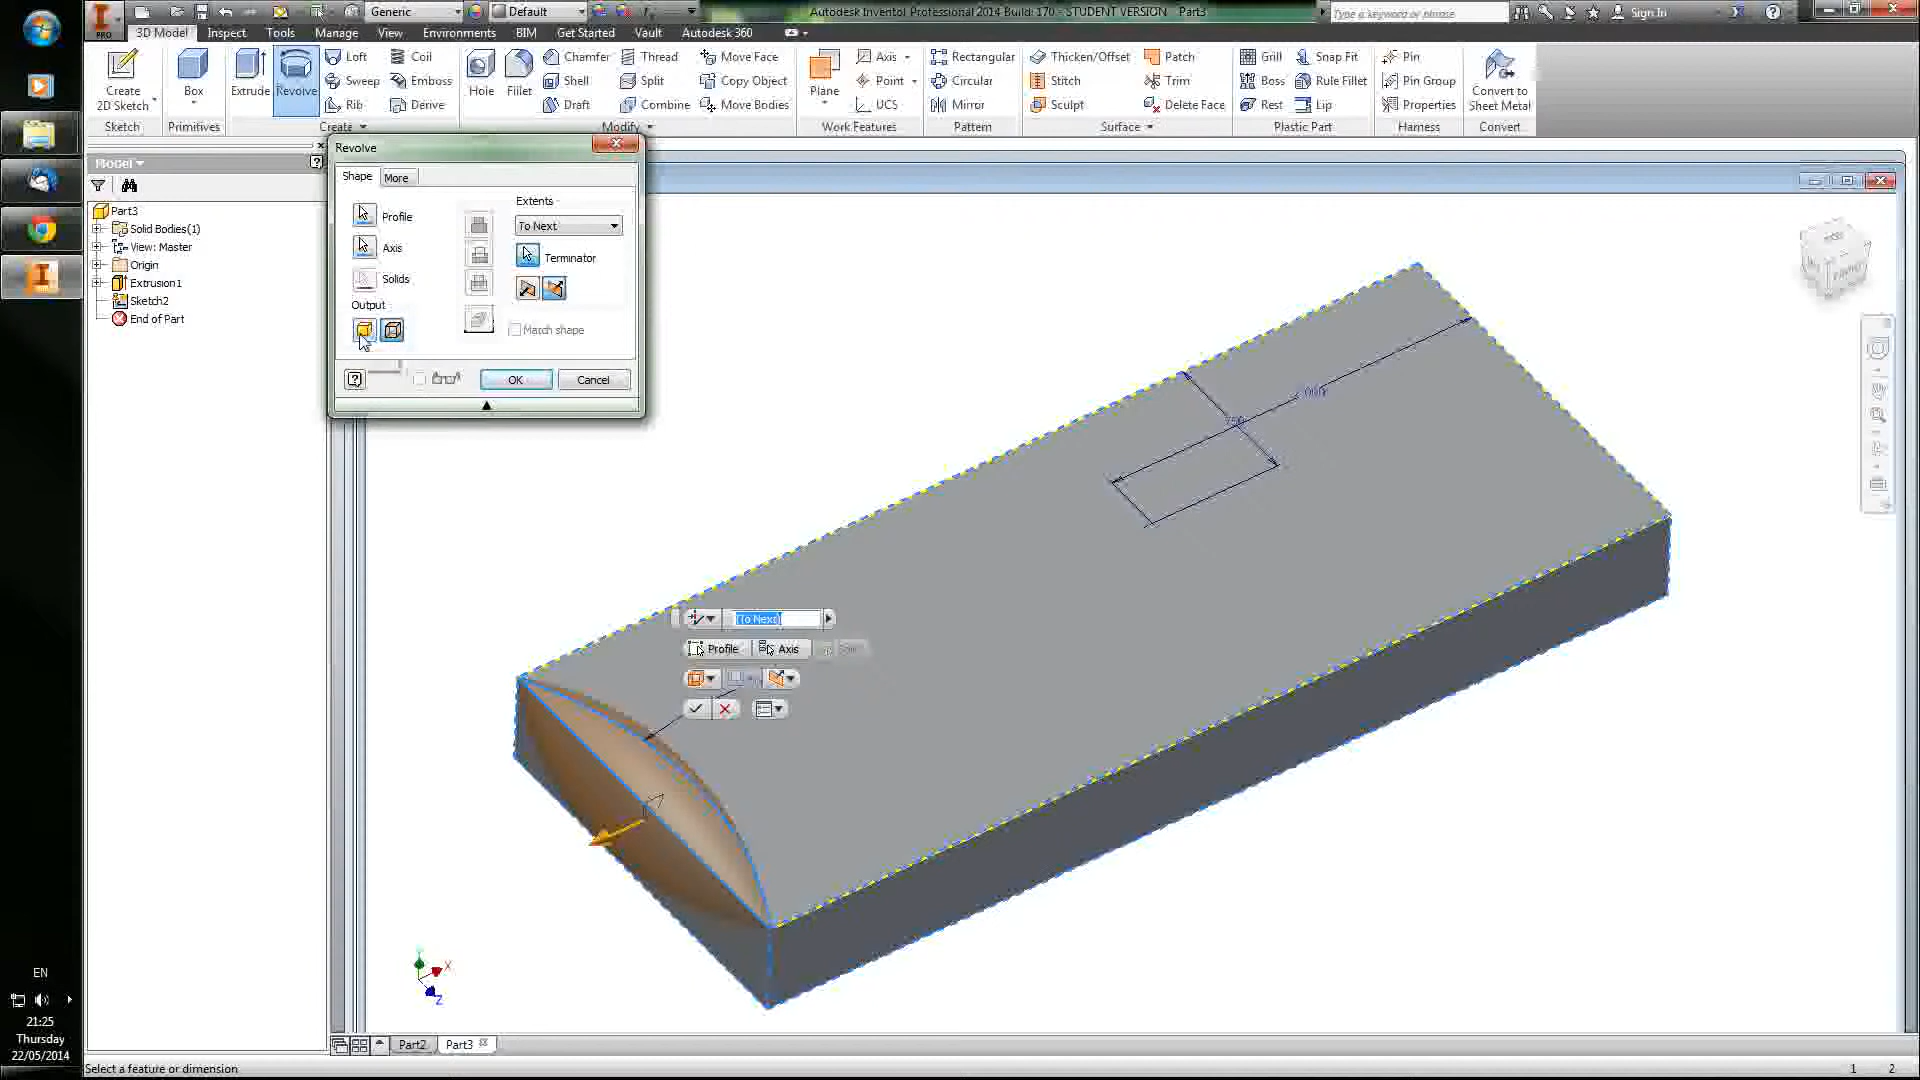 Generic
Default
Autodesk Inventor Professional 2014 Build: 170 - STUDENT VERSION Part3
Type a keyword or phrase
Sign In
PRO
3D Model
Inspect
Tools
Manage
View
Environments
BIM
Get Started
Vault
Autodesk 360
Create 2D Sketch
Box
Extrude
Revolve
Loft
Sweep
Rib
Coil
Emboss
Derive
Hole
Fillet
Chamfer
Shell
Draft
Thread
Split
Combine
Move Face
Copy Object
Move Bodies
Plane
Axis
Point
UCS
Rectangular
Circular
Mirror
Thicken/Offset
Stitch
Sculpt
Patch
Trim
Delete Face
Grill
Boss
Rest
Snap Fit
Rule Fillet
Lip
Pin
Pin Group
Properties
Convert to Sheet Metal
Sketch
Primitives
Create
Modify
Work Features
Pattern
Surface
Plastic Part
Harness
Convert
Model
Part3
Solid Bodies(1)
View: Master
Origin
Extrusion1
Sketch2
End of Part
Revolve
Shape
More
Profile
Axis
Solids
Output
Extents
To Next
Terminator
Match shape
OK
Cancel
To Next
Profile
Axis
X
Z
EN
21:25
Thursday
22/05/2014
Part2
Part3
Select a feature or dimension
1
2